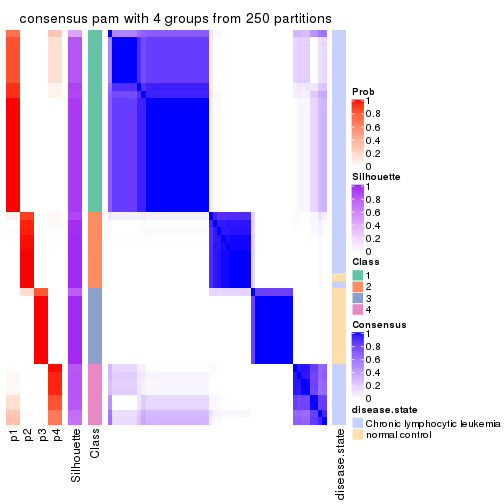 consensus pam with 4 groups from 250 partitions
Prob
1
0.8
0.6
0.4
0.2
0
Silhouette
1
0.8
0.6
0.4
0.2
0
Class
1
2
3
4
Consensus
1
0.8
0.6
0.4
0.2
0
disease.state
Chronic lymphocytic leukemia
normal control
p1
p2
p3
p4
Silhouette
Class
disease.state